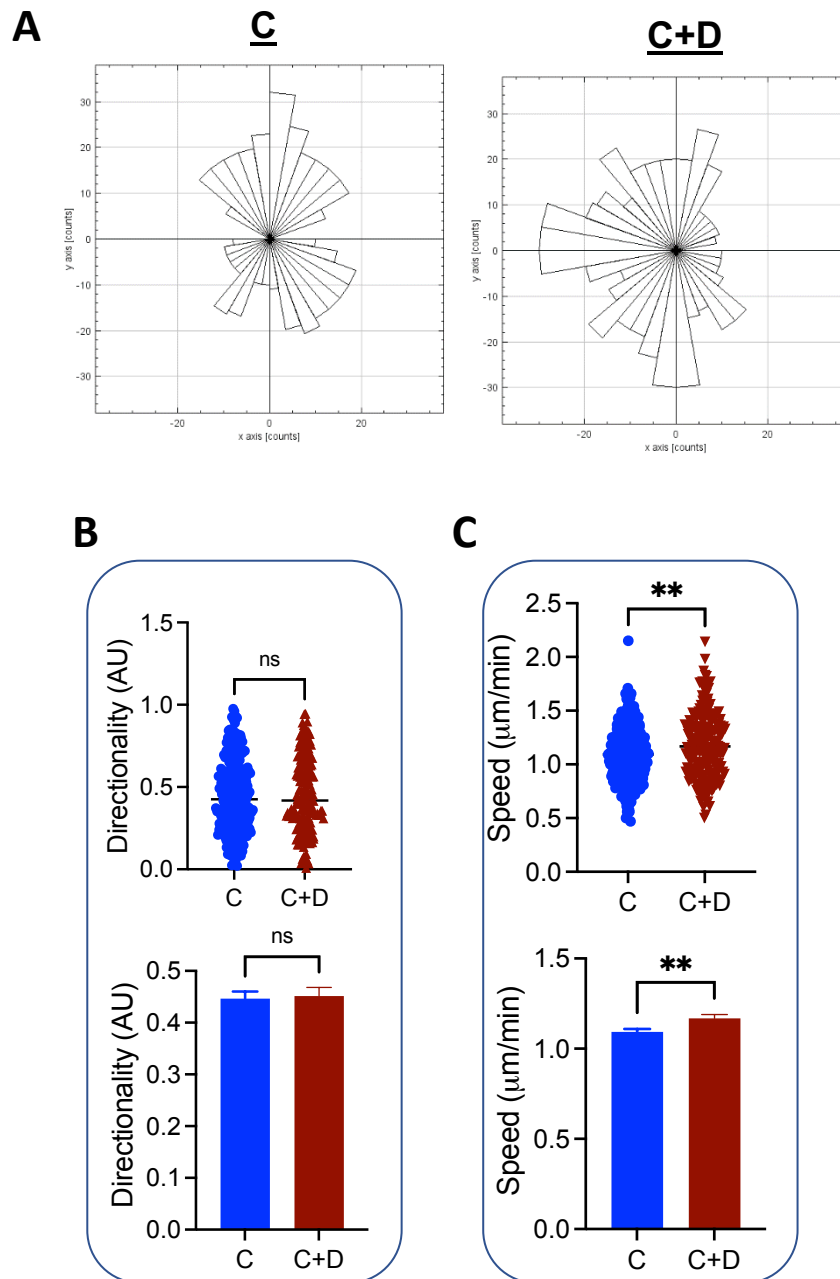 A
C
C+D
30
20
10
0
-10
-20
-30
y axis [counts]
-20
0
20
x axis [counts]
30
20
10
0
-10
-20
-30
y axis [counts]
-20
0
20
x axis [counts]
B
Directionality (AU)
1.5
1.0
0.5
0.0
ns
C
C+D
Directionality (AU)
0.5
0.4
0.3
0.2
0.1
0.0
ns
C
C+D
C
Speed (μm/min)
2.5
2.0
1.5
1.0
0.5
0.0
**
C
C+D
Speed (μm/min)
1.5
1.0
0.5
0.0
**
C
C+D